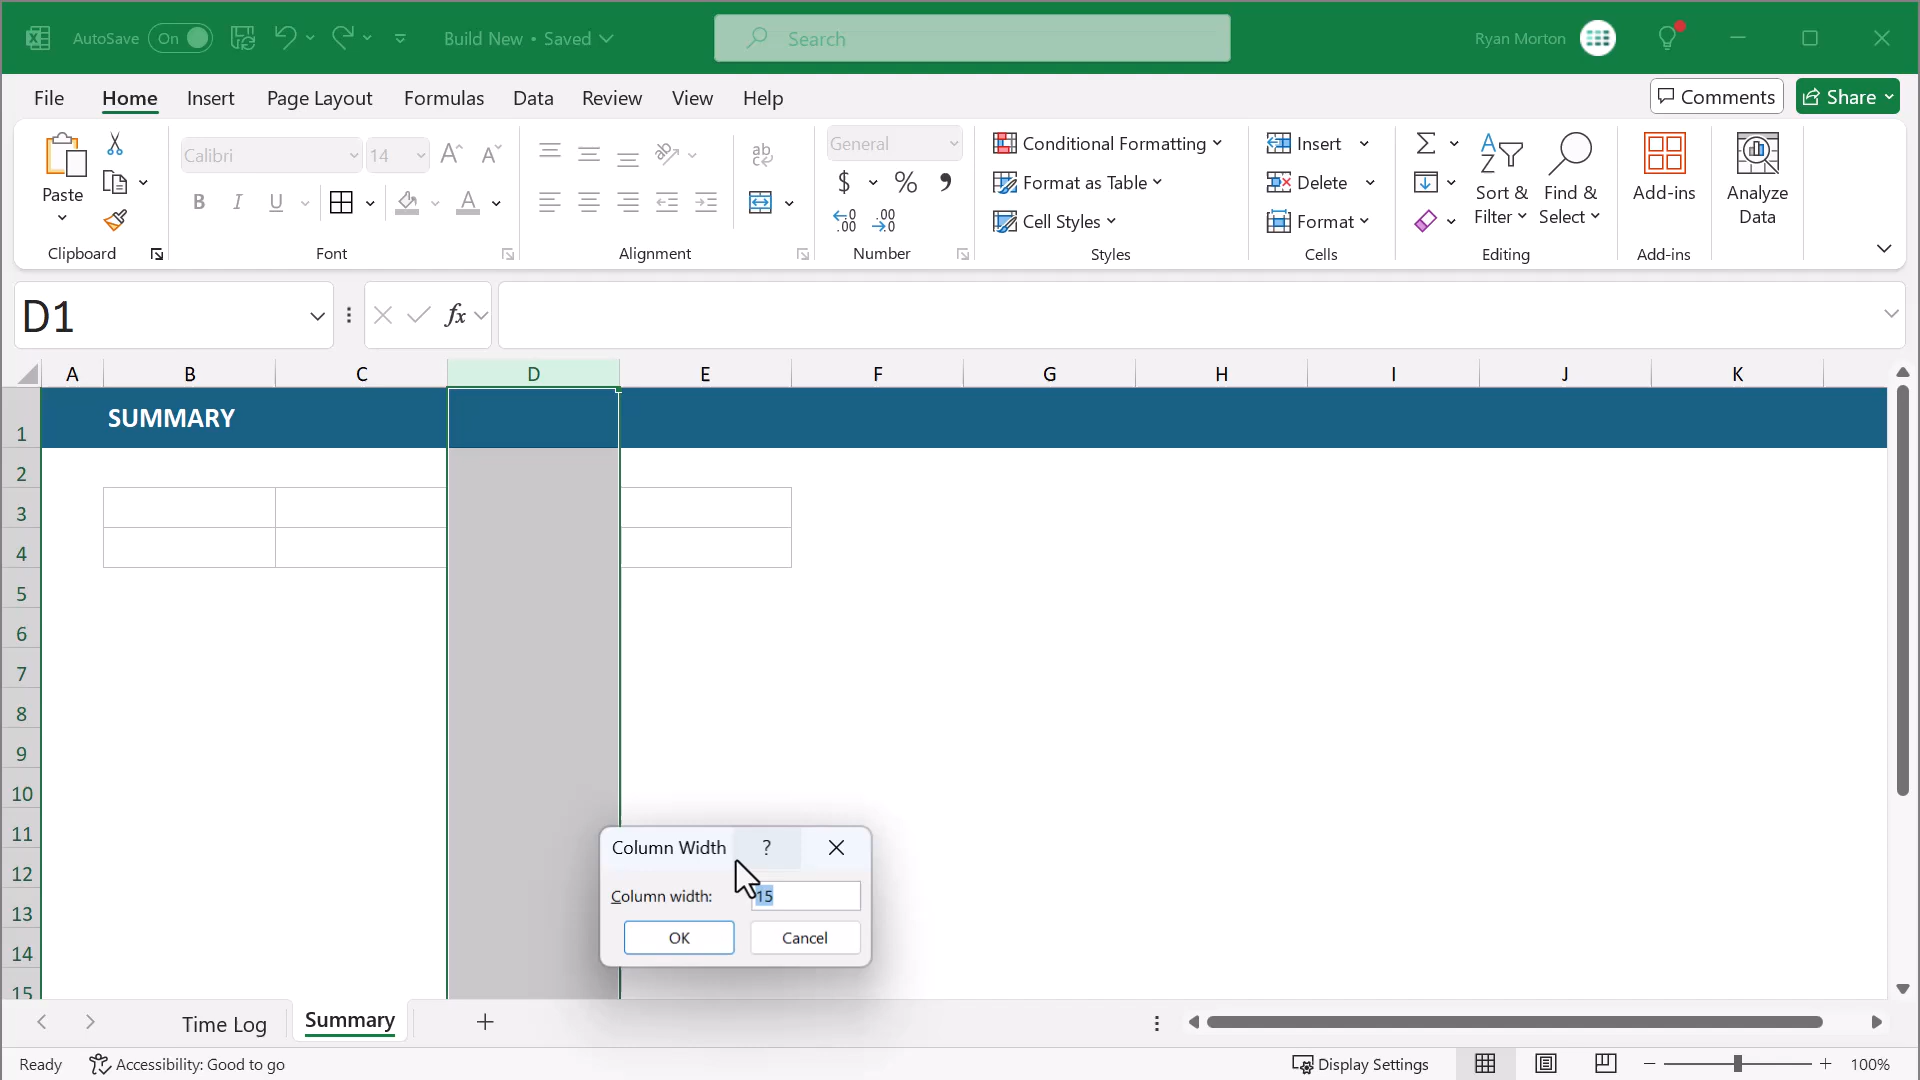 AutoSave On Build New • Saved Search Ryan Morton
File Home Insert Page Layout Formulas Data Review View Help Comments Share
Paste
Clipboard
Calibri 14
B I U A
Font
ab
Alignment
General
$ % 9
.00 .00
Number
Conditional Formatting
Format as Table
Cell Styles
Styles
Insert
Delete
Format
Cells
Sort & Filter
Find & Select
Editing
Add-ins
Add-ins
Analyze Data
D1 fx
A B C D E F G H I J K
1 SUMMARY
2
3
4
5
6
7
8
9
10
11
12
13
14
15
Column Width ?
Column width: 15
OK Cancel
Time Log Summary
Ready Accessibility: Good to go Display Settings 100%